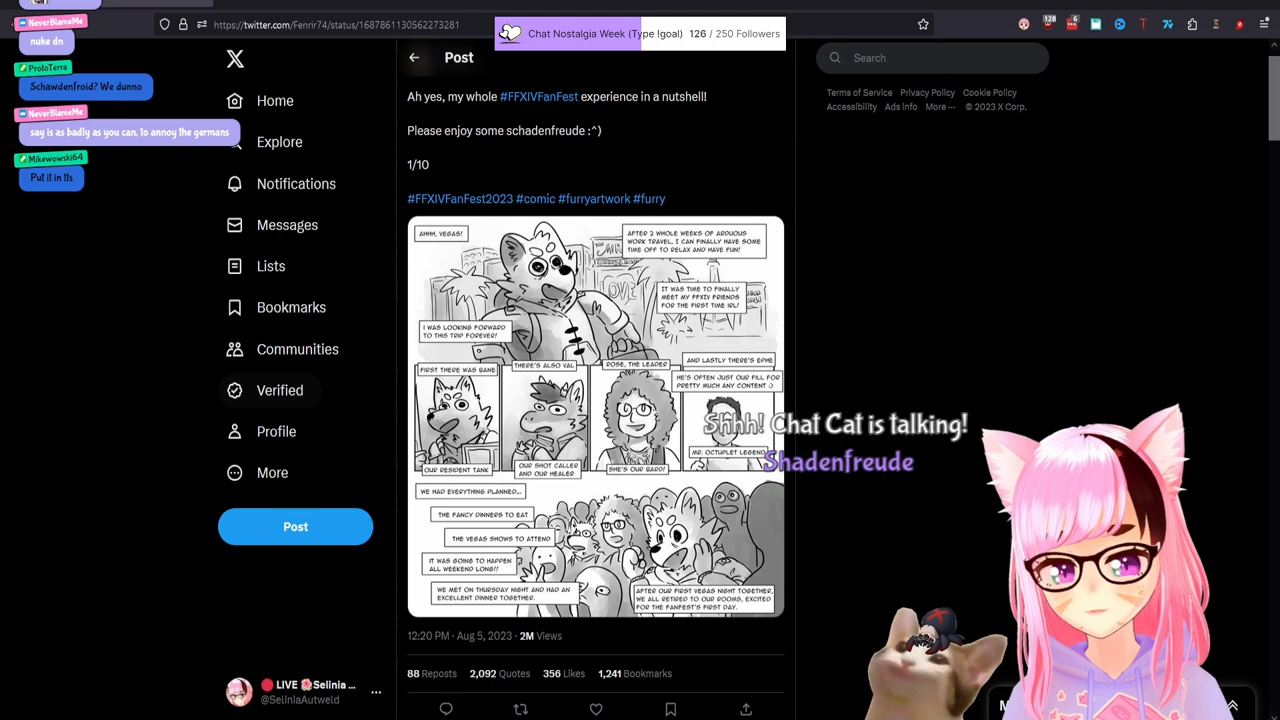 NeverBlameMe
nuke dn
ProtoTerra
Schawdenfroid? We dunno
NeverBlameMe
say is as badly as you can, to annoy the germans
Mikewowski64
Put it in tts
https://twitter.com/Fenrir74/status/1687861130562273281
Chat Nostalgia Week (Type !goal) 126 / 250 Followers
128
6
Home
Explore
Notifications
Messages
Lists
Bookmarks
Communities
Verified
Profile
More
Post
LIVE Selinia ...
@SeliniaAutweld
Post
Ah yes, my whole #FFXIVFanFest experience in a nutshell!
Please enjoy some schadenfreude :^)
1/10
#FFXIVFanFest2023 #comic #furryartwork #furry
AHHH, VEGAS!
AFTER 2 WHOLE WEEKS OF ARDUOUS
WORK TRAVEL, I CAN FINALLY HAVE SOME
TIME OFF TO RELAX AND HAVE FUN!
LOVE
IT WAS TIME TO FINALLY
MEET MY FFXIV FRIENDS
FOR THE FIRST TIME IRL!
I WAS LOOKING FORWARD
TO THIS TRIP FOREVER!
FIRST THERE WAS BANE
OUR RESIDENT TANK
THERE'S ALSO VAL
OUR SHOT CALLER
AND OUR HEALER
ROSE, THE LEADER
SHE'S OUR BARD!
AND LASTLY THERE'S EPHE
HE'S OFTEN JUST OUR FILL FOR
PRETTY MUCH ANY CONTENT :)
MR. OCTUPLET LEGEND
WE HAD EVERYTHING PLANNED...
THE FANCY DINNERS TO EAT
THE VEGAS SHOWS TO ATTEND
IT WAS GOING TO HAPPEN
ALL WEEKEND LONG!!
WE MET ON THURSDAY NIGHT AND HAD AN
EXCELLENT DINNER TOGETHER.
AFTER OUR FIRST VEGAS NIGHT TOGETHER,
WE ALL RETIRED TO OUR ROOMS, EXCITED
FOR THE FANFEST'S FIRST DAY.
12:20 PM · Aug 5, 2023 · 2M Views
88 Reposts 2,092 Quotes 356 Likes 1,241 Bookmarks
Search
Terms of Service Privacy Policy Cookie Policy
Accessibility Ads info More ··· © 2023 X Corp.
Shhh! Chat Cat is talking!
Shadenfreude